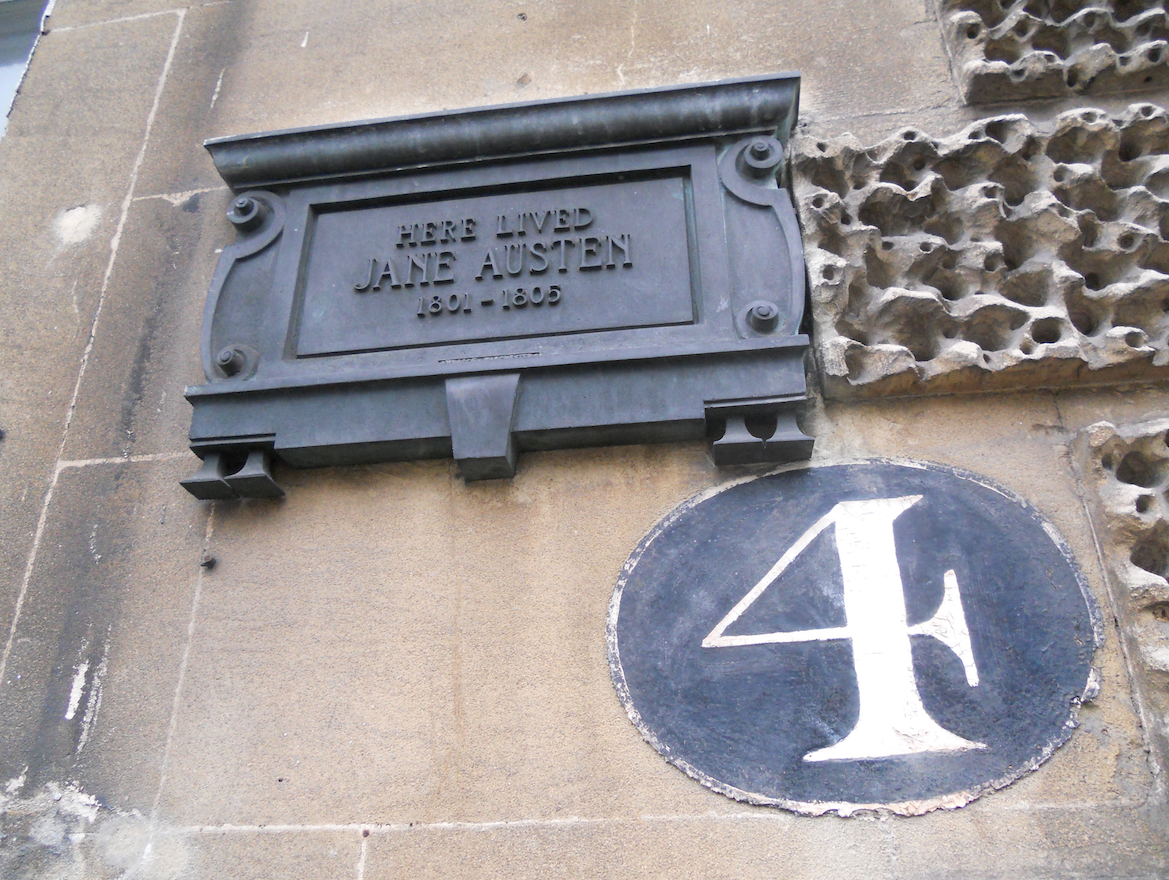 HERE LIVED
JANE AUSTEN
1801 - 1805
4